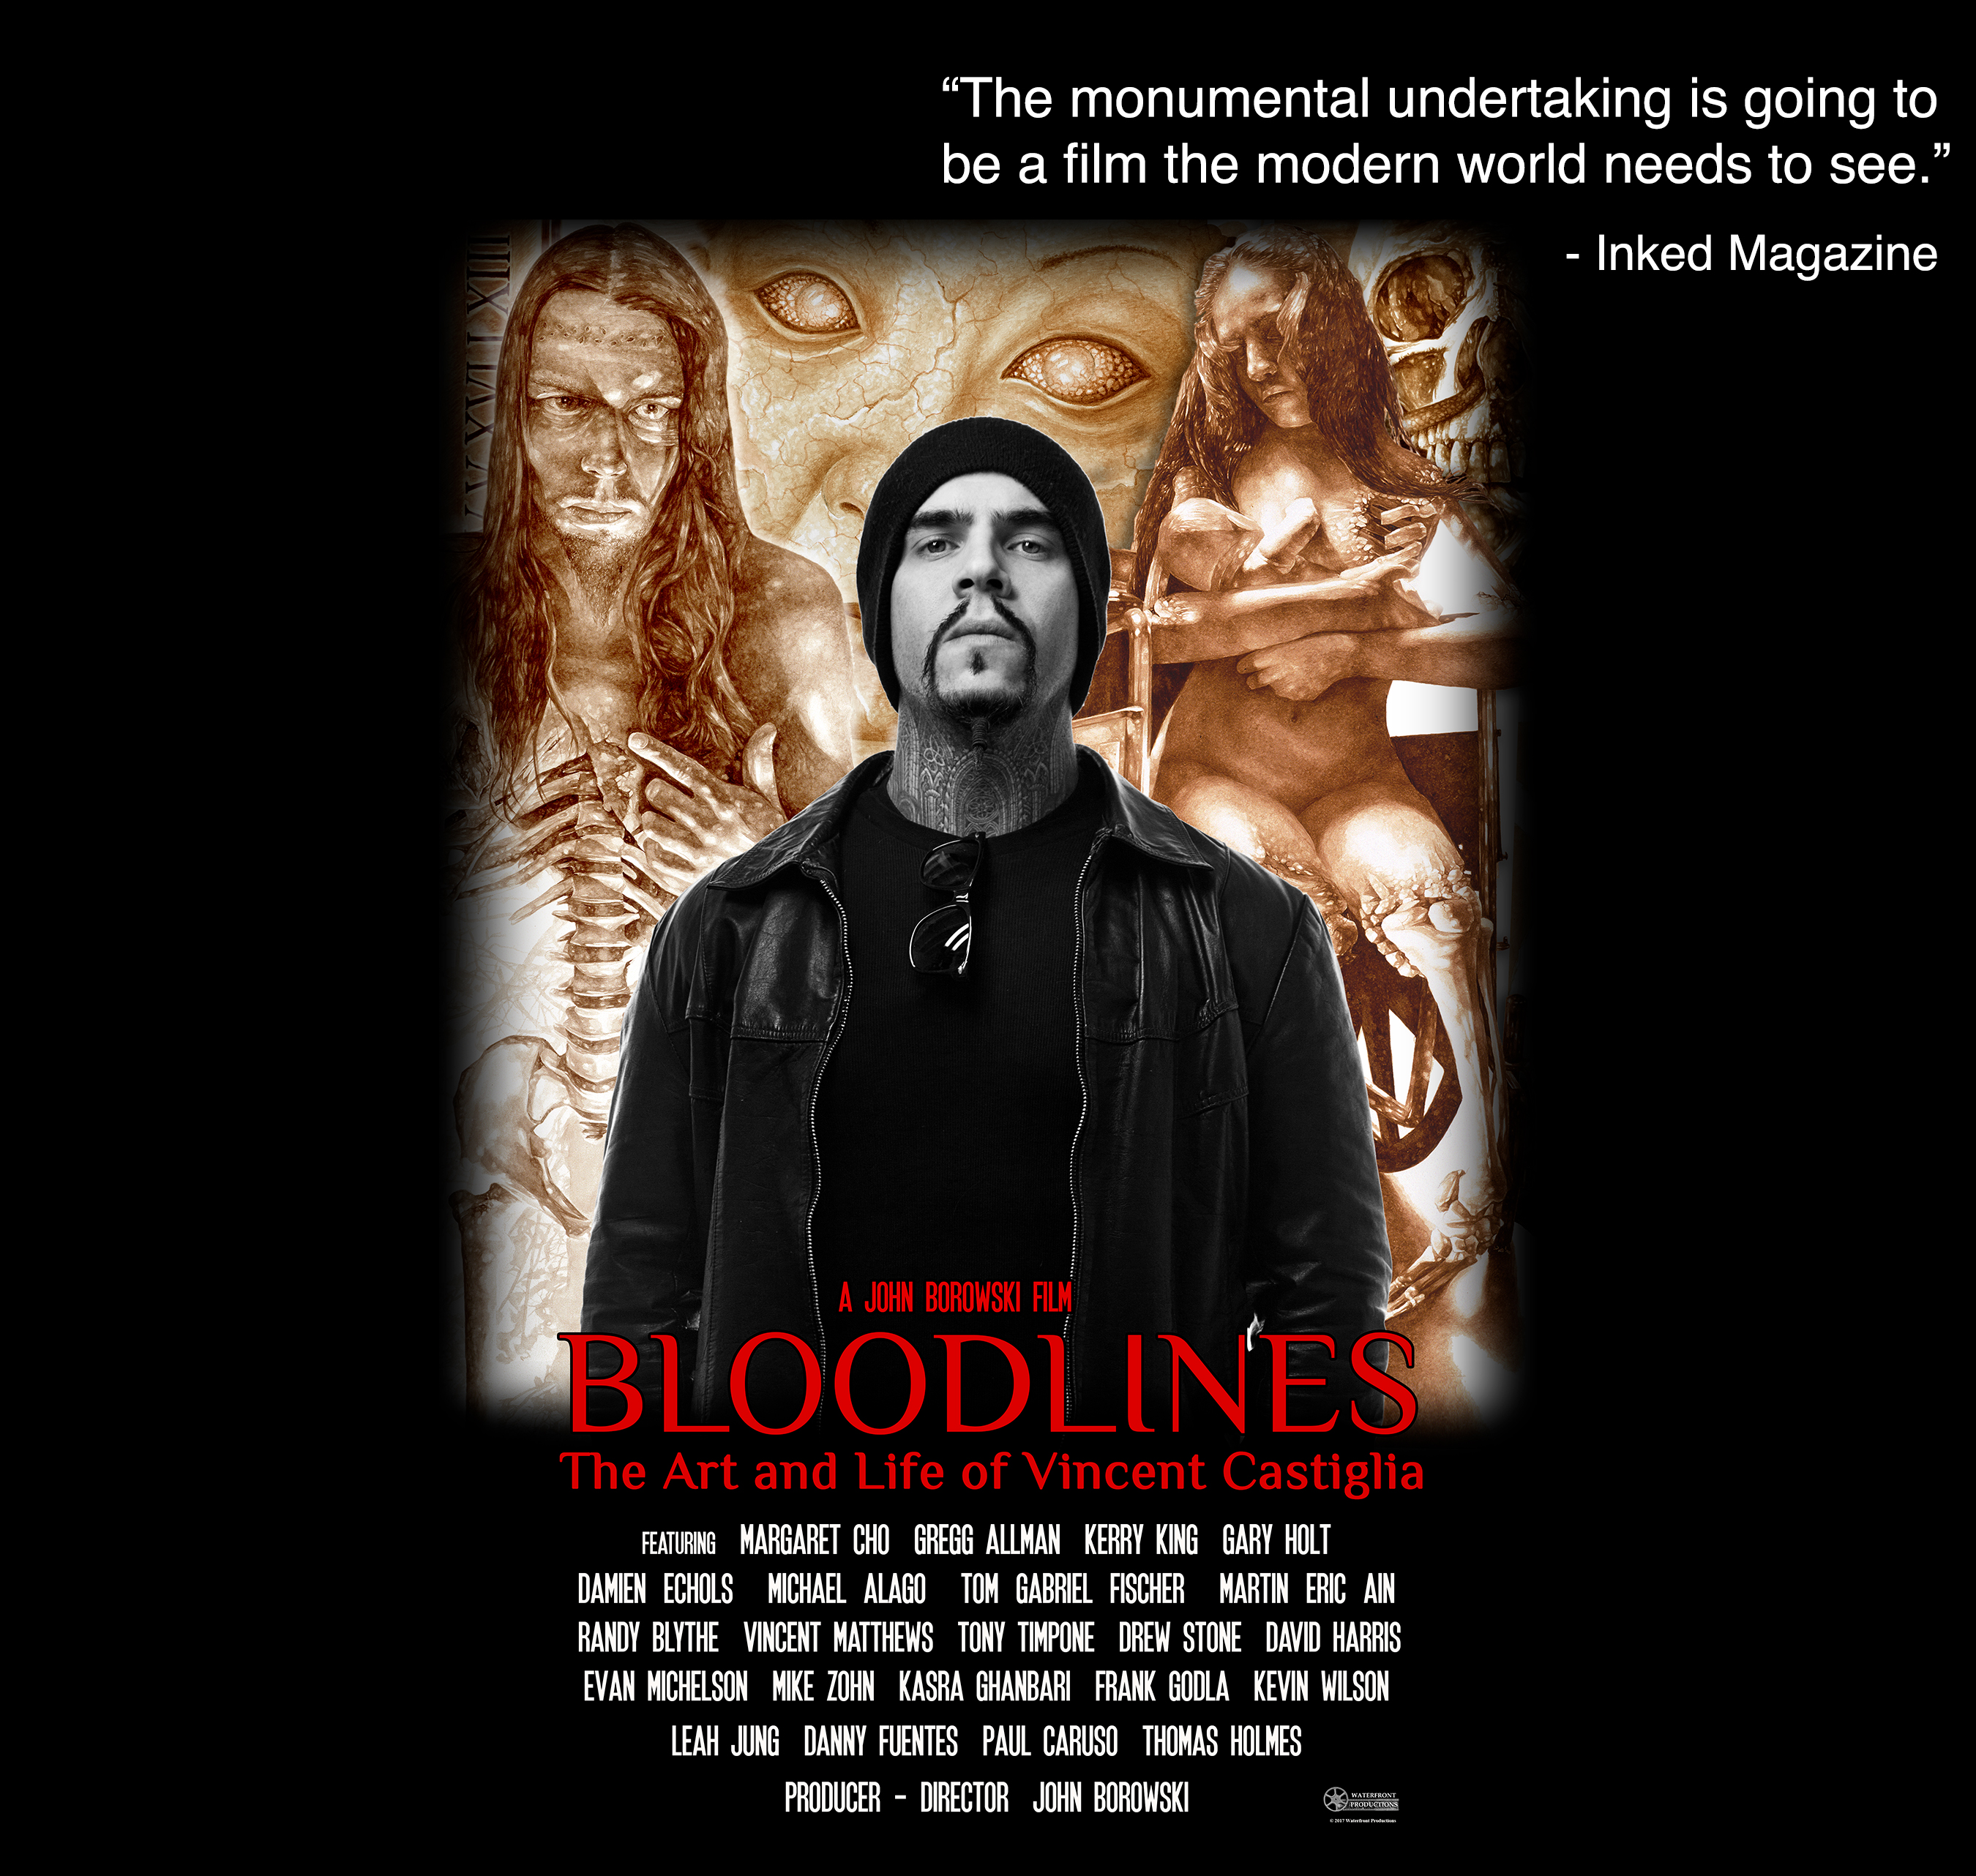 “The monumental undertaking is going to
be a film the modern world needs to see.”
- Inked Magazine
A JOHN BOROWSKI FILM
BLOODLINES
The Art and Life of Vincent Castiglia
FEATURING MARGARET CHO GREGG ALLMAN KERRY KING GARY HOLT
DAMIEN ECHOLS MICHAEL ALAGO TOM GABRIEL FISCHER MARTIN ERIC AIN
RANDY BLYTHE VINCENT MATTHEWS TONY TIMPONE DREW STONE DAVID HARRIS
EVAN MICHELSON MIKE ZOHN KASRA GHANBARI FRANK GODLA KEVIN WILSON
LEAH JUNG DANNY FUENTES PAUL CARUSO THOMAS HOLMES
PRODUCER - DIRECTOR JOHN BOROWSKI
WATERFRONT
PRODUCTIONS
© 2017 Waterfront Productions